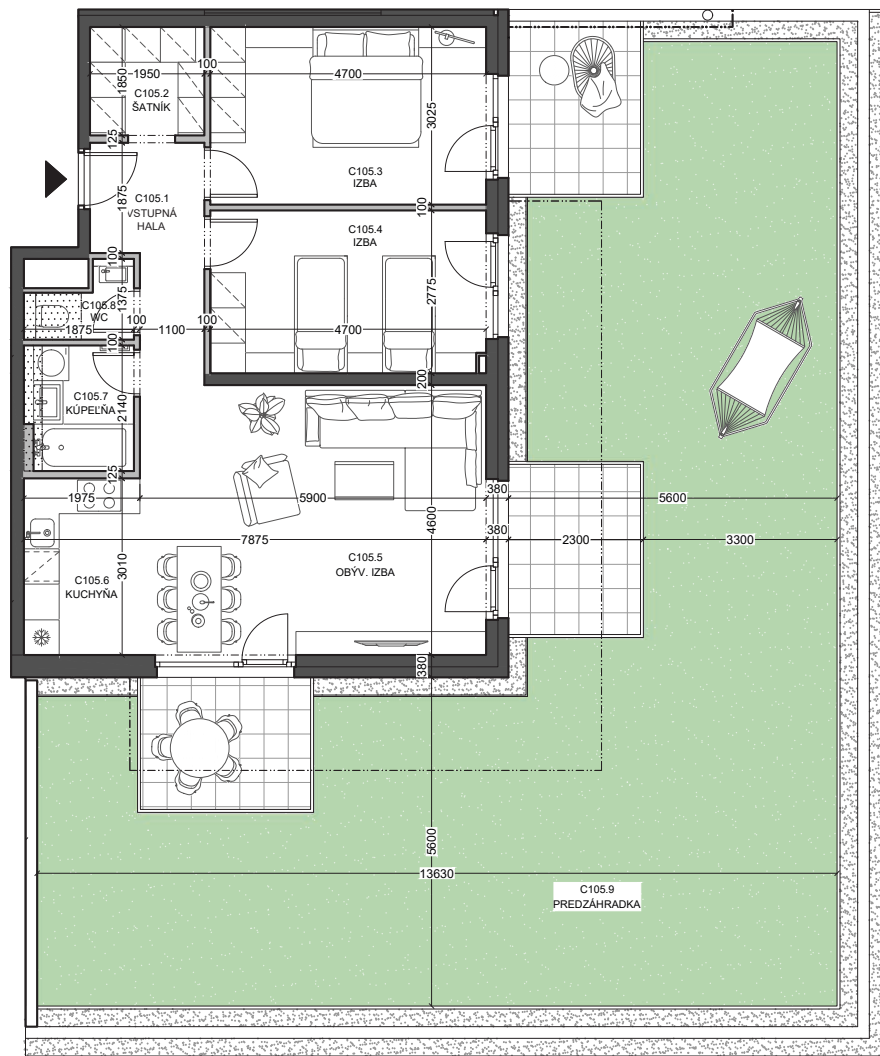 100
1950
4700
1850
C105.2
ŠATNÍK
3025
125
C105.3
IZBA
C105.1
VSTUPNÁ
HALA
1875
100
C105.4
IZBA
100
1375
2775
C105.8
WC
1875
100
1100
100
4700
100
200
C105.7
KÚPEĽŇA
2140
125
1975
5900
380
5600
4600
380
7875
2300
3300
3010
C105.5
OBÝV. IZBA
C105.6
KUCHYŇA
380
5600
13630
C105.9
PREDZÁHRADKA